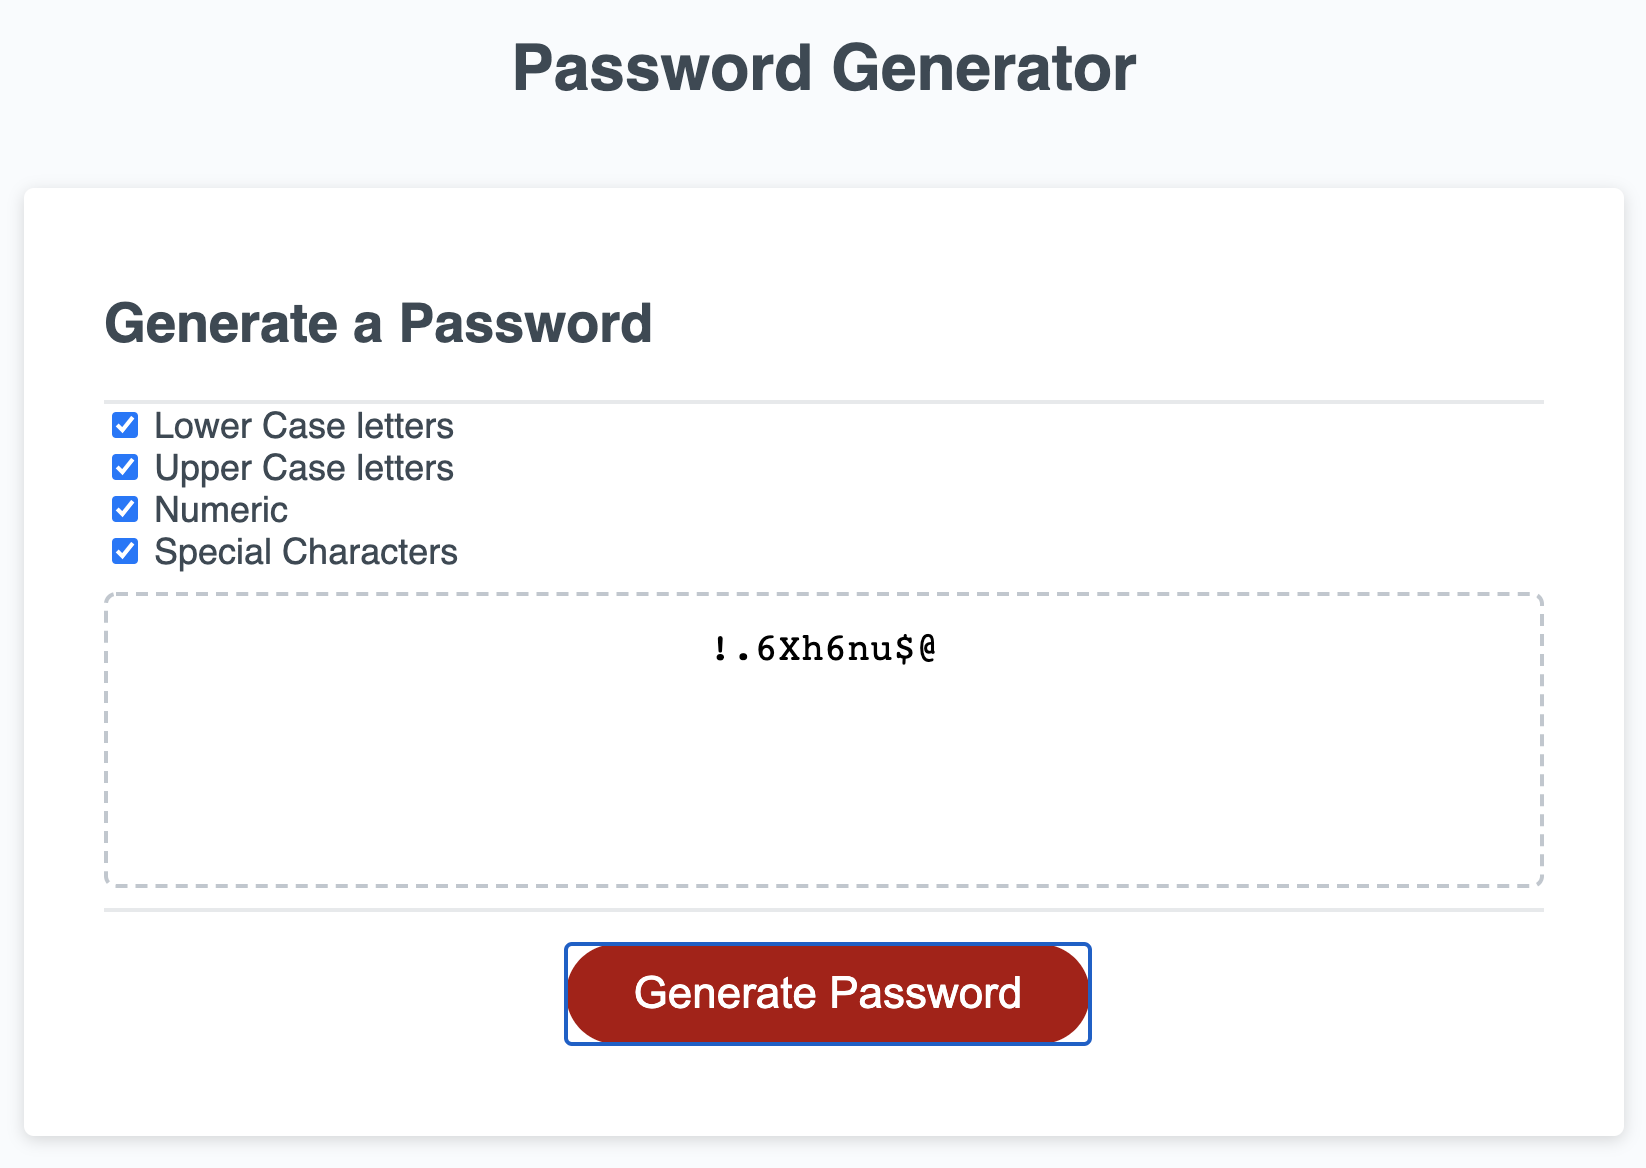 Password Generator
Generate a Password
Lower Case letters
Upper Case letters
Numeric
Special Characters
!.6Xh6nu$@
Generate Password